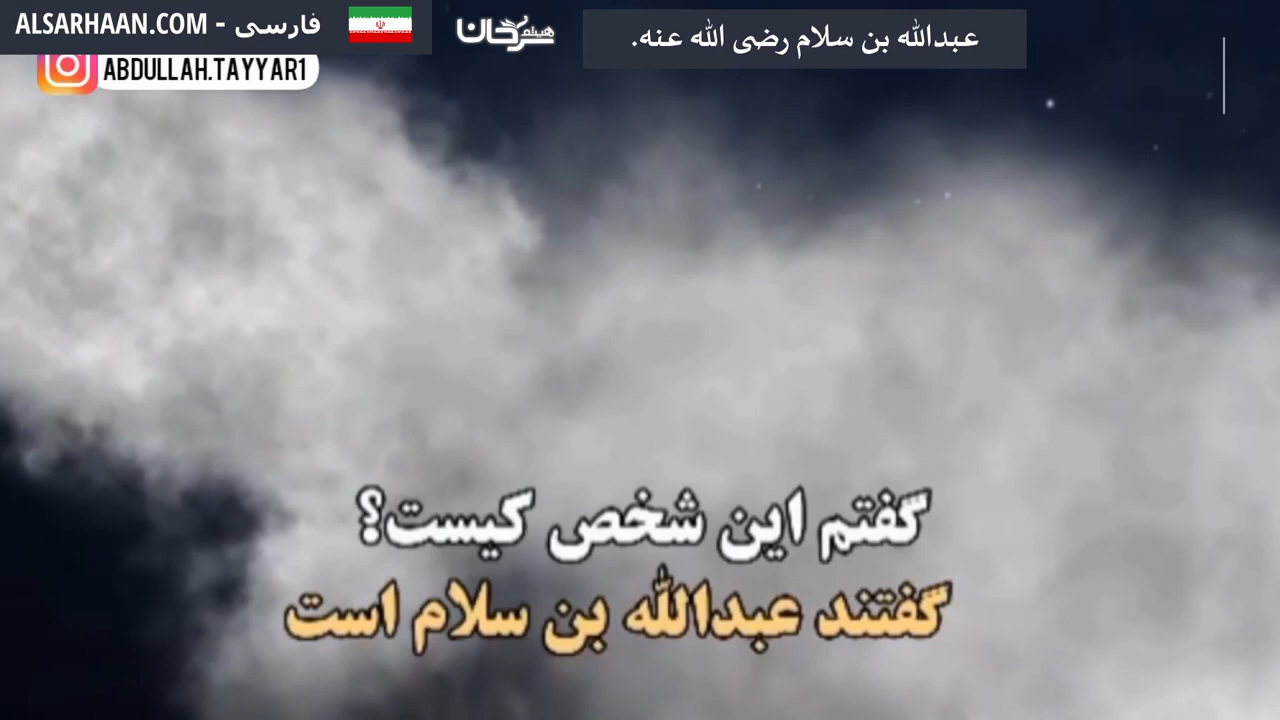 ALSARHAAN.COM - فارسی
هيثم سرحان
عبدالله بن سلام رضی الله عنه.
ABDULLAH.TAYYAR1
گفتم این شخص کیست؟
گفتند عبدالله بن سلام است